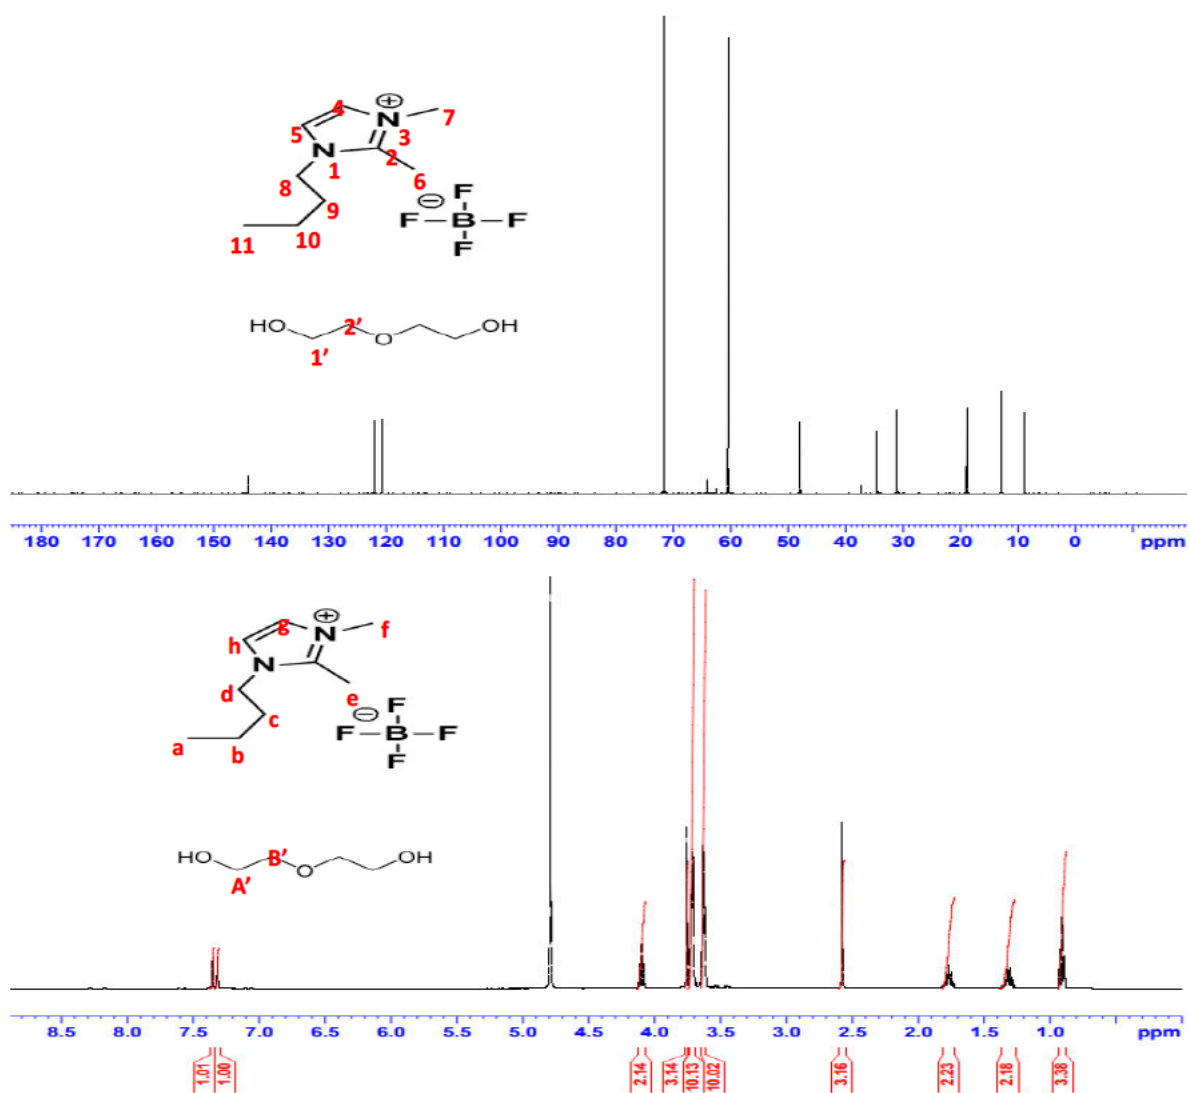 4 ⊕ 7
5 N 3
N 1 2
8 6
9 ⊖ F
11 10 F B F
F
HO 2' O OH
1'
180 170 160 150 140 130 120 110 100 90 80 70 60 50 40 30 20 10 0 ppm
g ⊕ f
h N
N
d e
c ⊖ F
a b F B F
F
HO B' O OH
A'
8.5 8.0 7.5 7.0 6.5 6.0 5.5 5.0 4.5 4.0 3.5 3.0 2.5 2.0 1.5 1.0 ppm
1.01 1.00 2.14 3.14 10.13 10.02 3.16 2.23 2.18 3.38